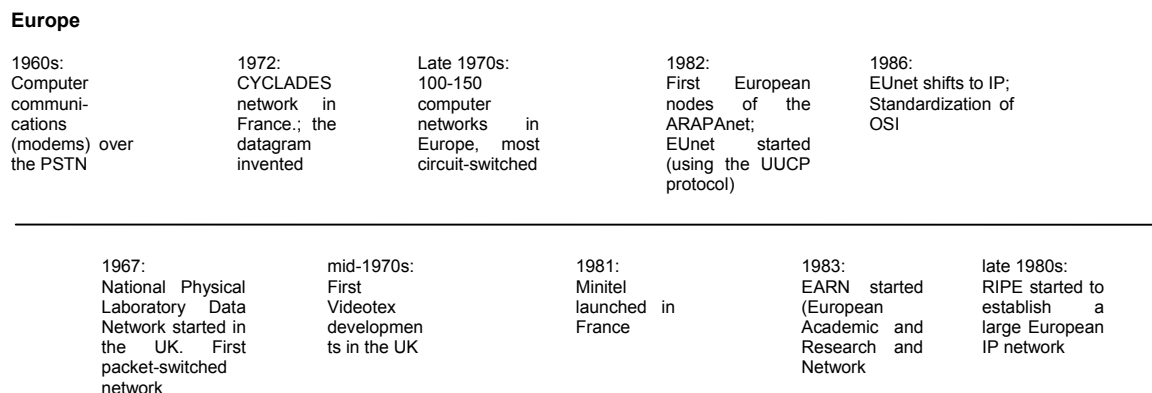 Europe
1960s:
Computer
communi-
cations
(modems) over
the PSTN
1972:
CYCLADES
network in
France.; the
datagram
invented
Late 1970s:
100-150
computer
networks in
Europe, most
circuit-switched
1982:
First European
nodes of the
ARAPAnet;
EUnet started
(using the UUCP
protocol)
1986:
EUnet shifts to IP;
Standardization of
OSI
1967:
National Physical
Laboratory Data
Network started in
the UK. First
packet-switched
network
mid-1970s:
First
Videotex
developmen
ts in the UK
1981:
Minitel
launched in
France
1983:
EARN started
(European
Academic and
Research and
Network
late 1980s:
RIPE started to
establish a
large European
IP network